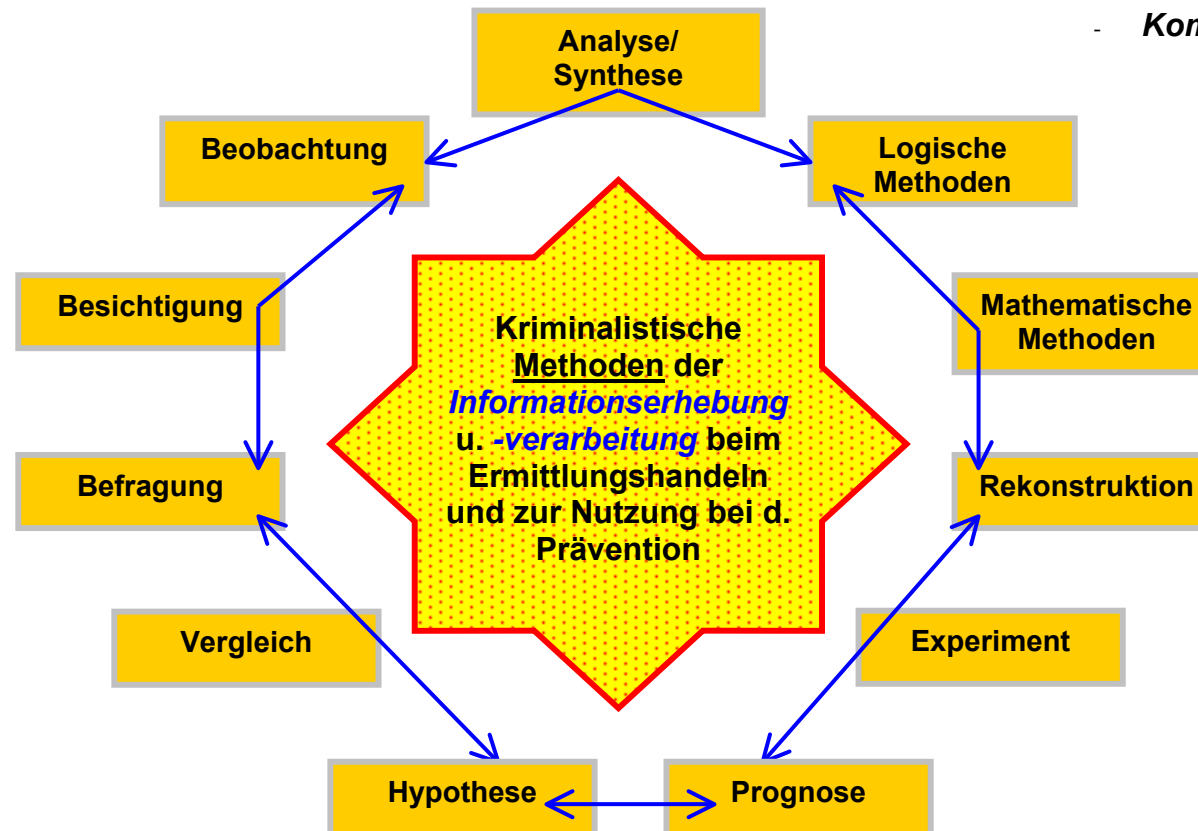 - Kon
Analyse/
Synthese
Beobachtung
Logische
Methoden
Besichtigung
Mathematische
Methoden
Kriminalistische
Methoden der
Informationserhebung
u. -verarbeitung beim
Ermittlungshandeln
und zur Nutzung bei d.
Prävention
Befragung
Rekonstruktion
Vergleich
Experiment
Hypothese
Prognose